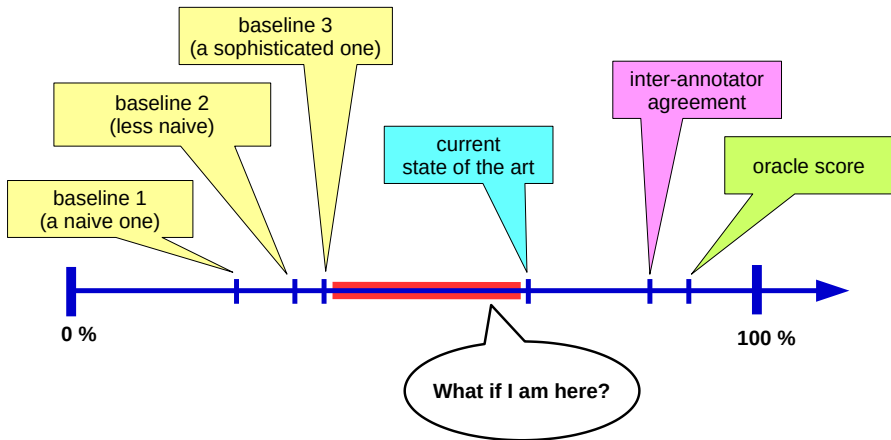 baseline 3
(a sophisticated one)
baseline 2
(less naive)
baseline 1
(a naive one)
current
state of the art
inter-annotator
agreement
oracle score
0 %
100 %
What if I am here?